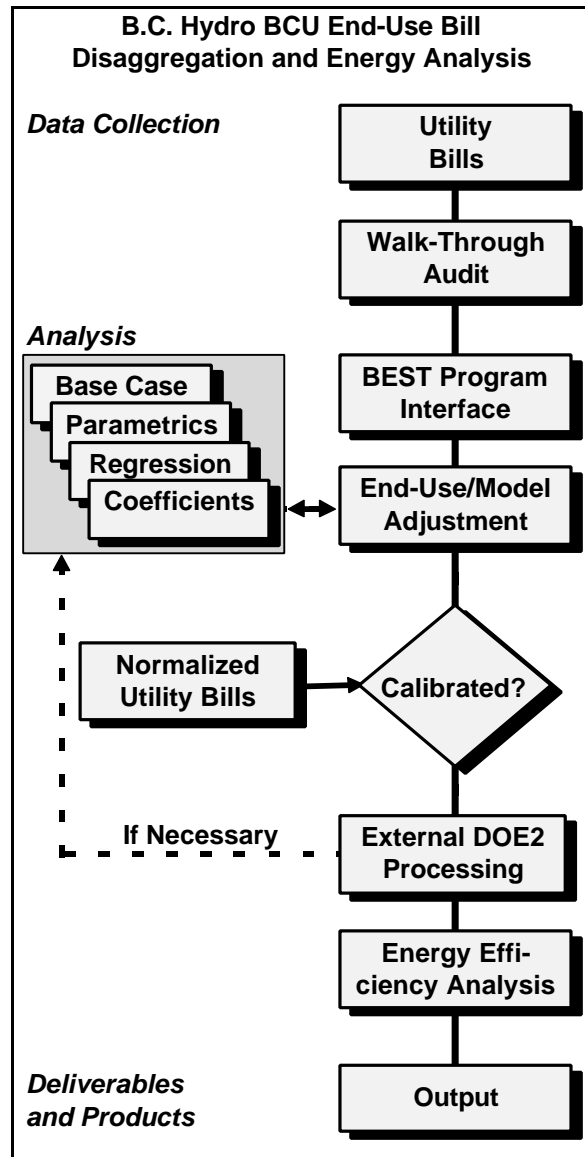 B.C. Hydro BCU End-Use Bill
Disaggregation and Energy Analysis
Data Collection
Utility
Bills
Walk-Through
Audit
Analysis
Base Case
Parametrics
Regression
Coefficients
BEST Program
Interface
End-Use/Model
Adjustment
Normalized
Utility Bills
Calibrated?
If Necessary
External DOE2
Processing
Energy Effi-
ciency Analysis
Deliverables
and Products
Output